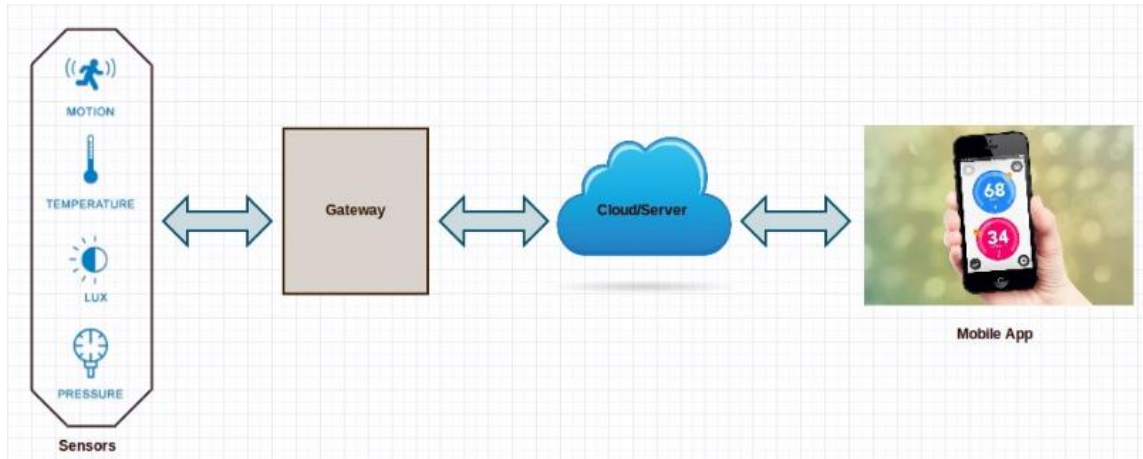 MOTION
TEMPERATURE
LUX
PRESSURE
Sensors
Gateway
Cloud/Server
68
34
Mobile App